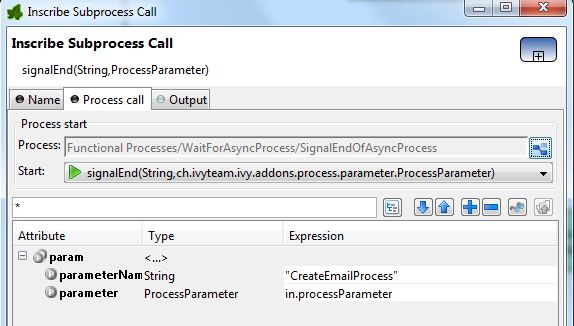 Inscribe Subprocess Call
Inscribe Subprocess Call
signalEnd(String,ProcessParameter)
Name Process call Output
Process start
Process: Functional Processes/WaitForAsyncProcess/SignalEndOfAsyncProcess
Start: signalEnd(String,ch.ivyteam.ivy.addons.process.parameter.ProcessParameter)
*
Attribute Type Expression
param <...>
parameterNam String "CreateEmailProcess"
parameter ProcessParameter in.processParameter